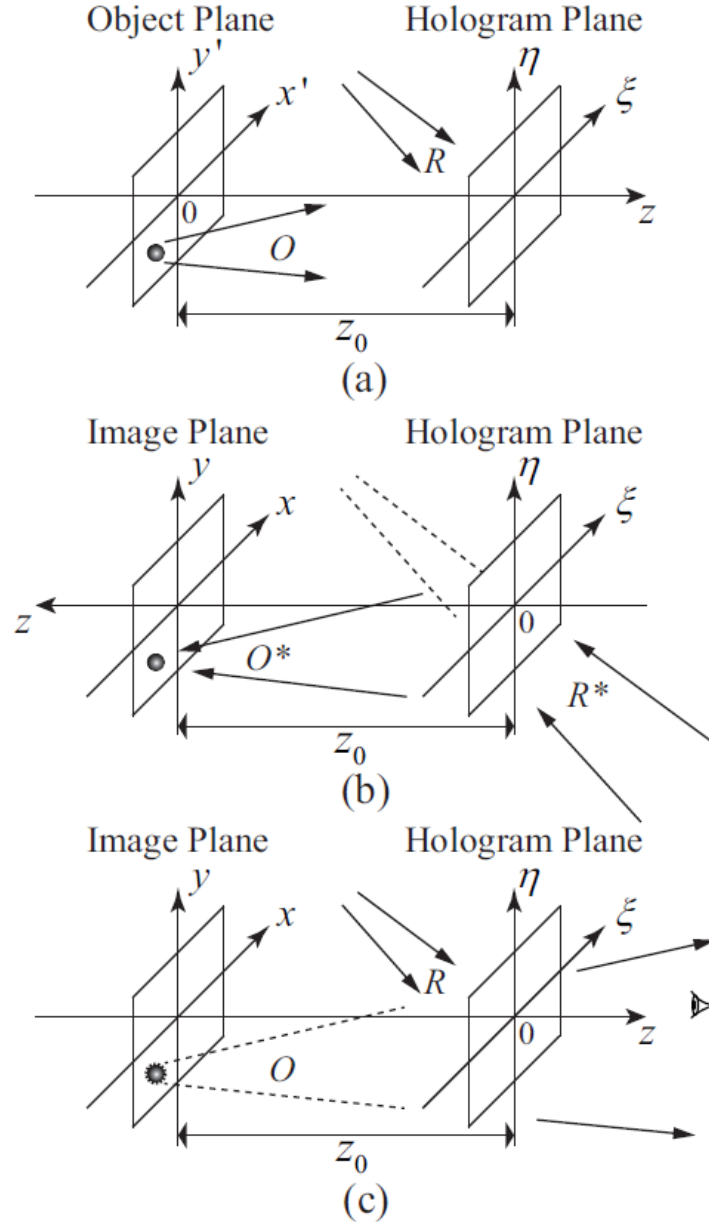 Object Plane Hologram Plane
y' η
x' ξ
R
0 z
O
z₀
(a)
Image Plane Hologram Plane
y η
x ξ
z 0
O* R*
z₀
(b)
Image Plane Hologram Plane
y η
x ξ
R
0 z
O
z₀
(c)